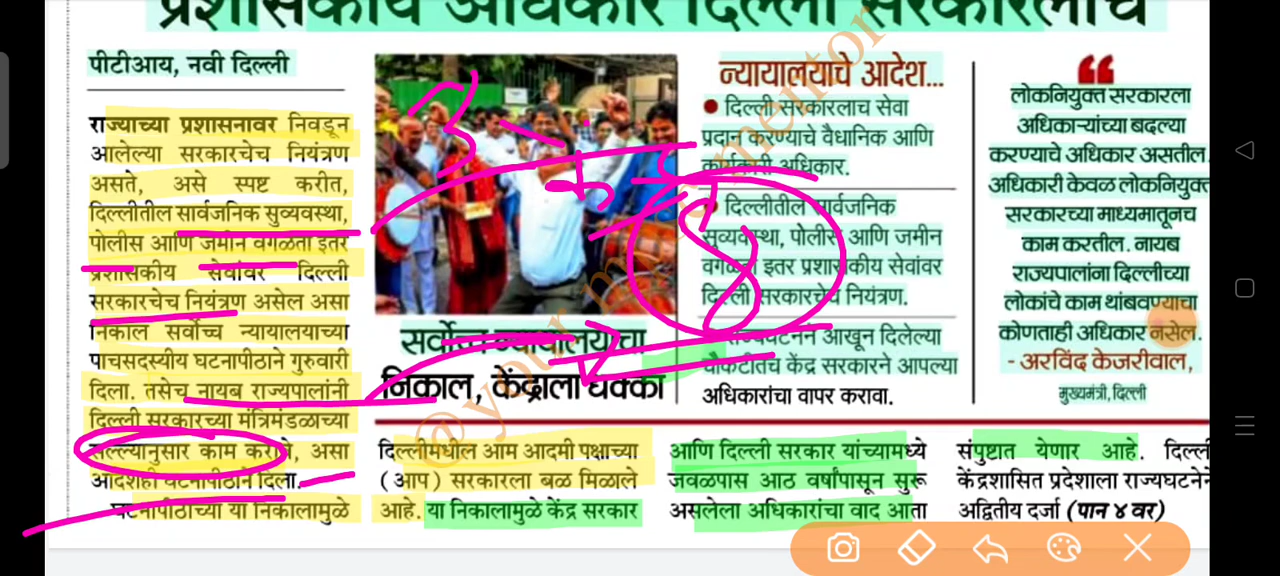 प्रशासकीय अधिकार दिल्ली सरकारलाच
पीटीआय, नवी दिल्ली
राज्याच्या प्रशासनावर निवडून
आलेल्या सरकारचेच नियंत्रण
असते, असे स्पष्ट करीत,
दिल्लीतील सार्वजनिक सुव्यवस्था,
पोलीस आणि जमीन वगळता इतर
प्रशासकीय सेवांवर दिल्ली
सरकारचेच नियंत्रण असेल असा
निकाल सर्वोच्च न्यायालयाच्या
पाचसदस्यीय घटनापीठाने गुरुवारी
दिला. तसेच नायब राज्यपालांनी
दिल्ली सरकारच्या मंत्रिमंडळाच्या
सल्ल्यानुसार काम करावे, असा
आदेशही घटनापीठाने दिला.
घटनापीठाच्या या निकालामुळे
सर्वोच्च न्यायालयाचा
निकाल, केंद्राला धक्का
दिल्लीमधील आम आदमी पक्षाच्या
(आप) सरकारला बळ मिळाले
आहे. या निकालामुळे केंद्र सरकार
न्यायालयाचे आदेश...
● दिल्ली सरकारलाच सेवा
प्रदान करण्याचे वैधानिक आणि
कार्यकारी अधिकार.
● दिल्लीतील सार्वजनिक
सुव्यवस्था, पोलीस आणि जमीन
वगळता इतर प्रशासकीय सेवांवर
दिल्ली सरकारचेच नियंत्रण.
राज्यघटनेने आखून दिलेल्या
चौकटीतच केंद्र सरकारने आपल्या
अधिकारांचा वापर करावा.
आणि दिल्ली सरकार यांच्यामध्ये
जवळपास आठ वर्षांपासून सुरू
असलेला अधिकारांचा वाद आता
❝
लोकनियुक्त सरकारला
अधिकाऱ्यांच्या बदल्या
करण्याचे अधिकार असतील.
अधिकारी केवळ लोकनियुक्त
सरकारच्या माध्यमातूनच
काम करतील. नायब
राज्यपालांना दिल्लीच्या
लोकांचे काम थांबवण्याचा
कोणताही अधिकार नसेल.
- अरविंद केजरीवाल,
मुख्यमंत्री, दिल्ली
संपुष्टात येणार आहे. दिल्ली
केंद्रशासित प्रदेशाला राज्यघटनेने
अद्वितीय दर्जा (पान ४ वर)
@your_mentor